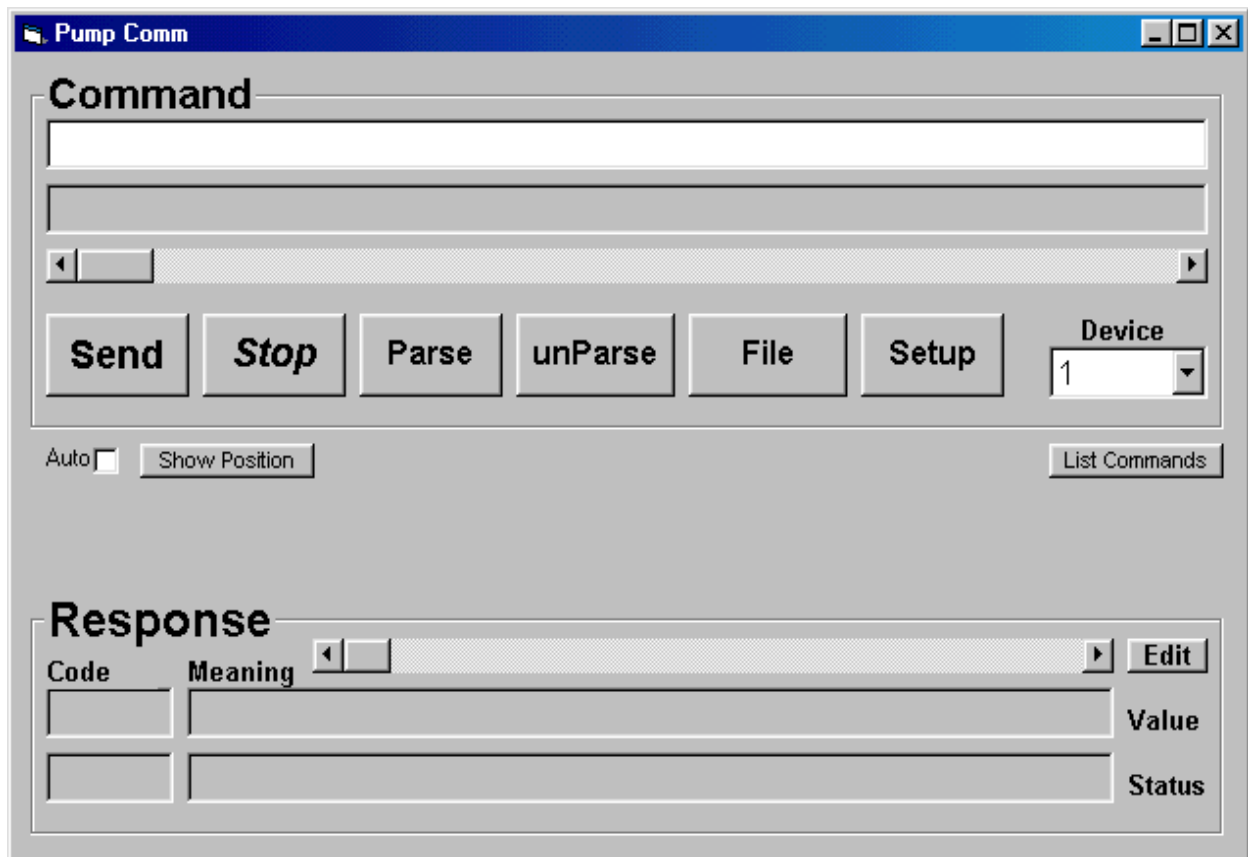 Pump Comm
Command
Send Stop Parse unParse File Setup
Device
1
Auto Show Position List Commands
Response
Edit
Code Meaning
Value
Status